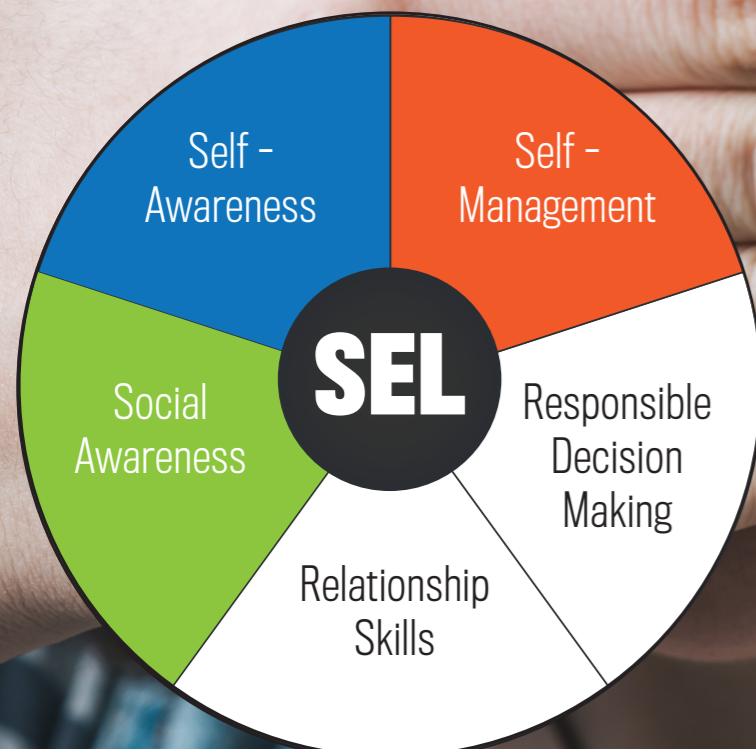 Self -
Awareness
Self -
Management
SEL
Social
Awareness
Responsible
Decision
Making
Relationship
Skills